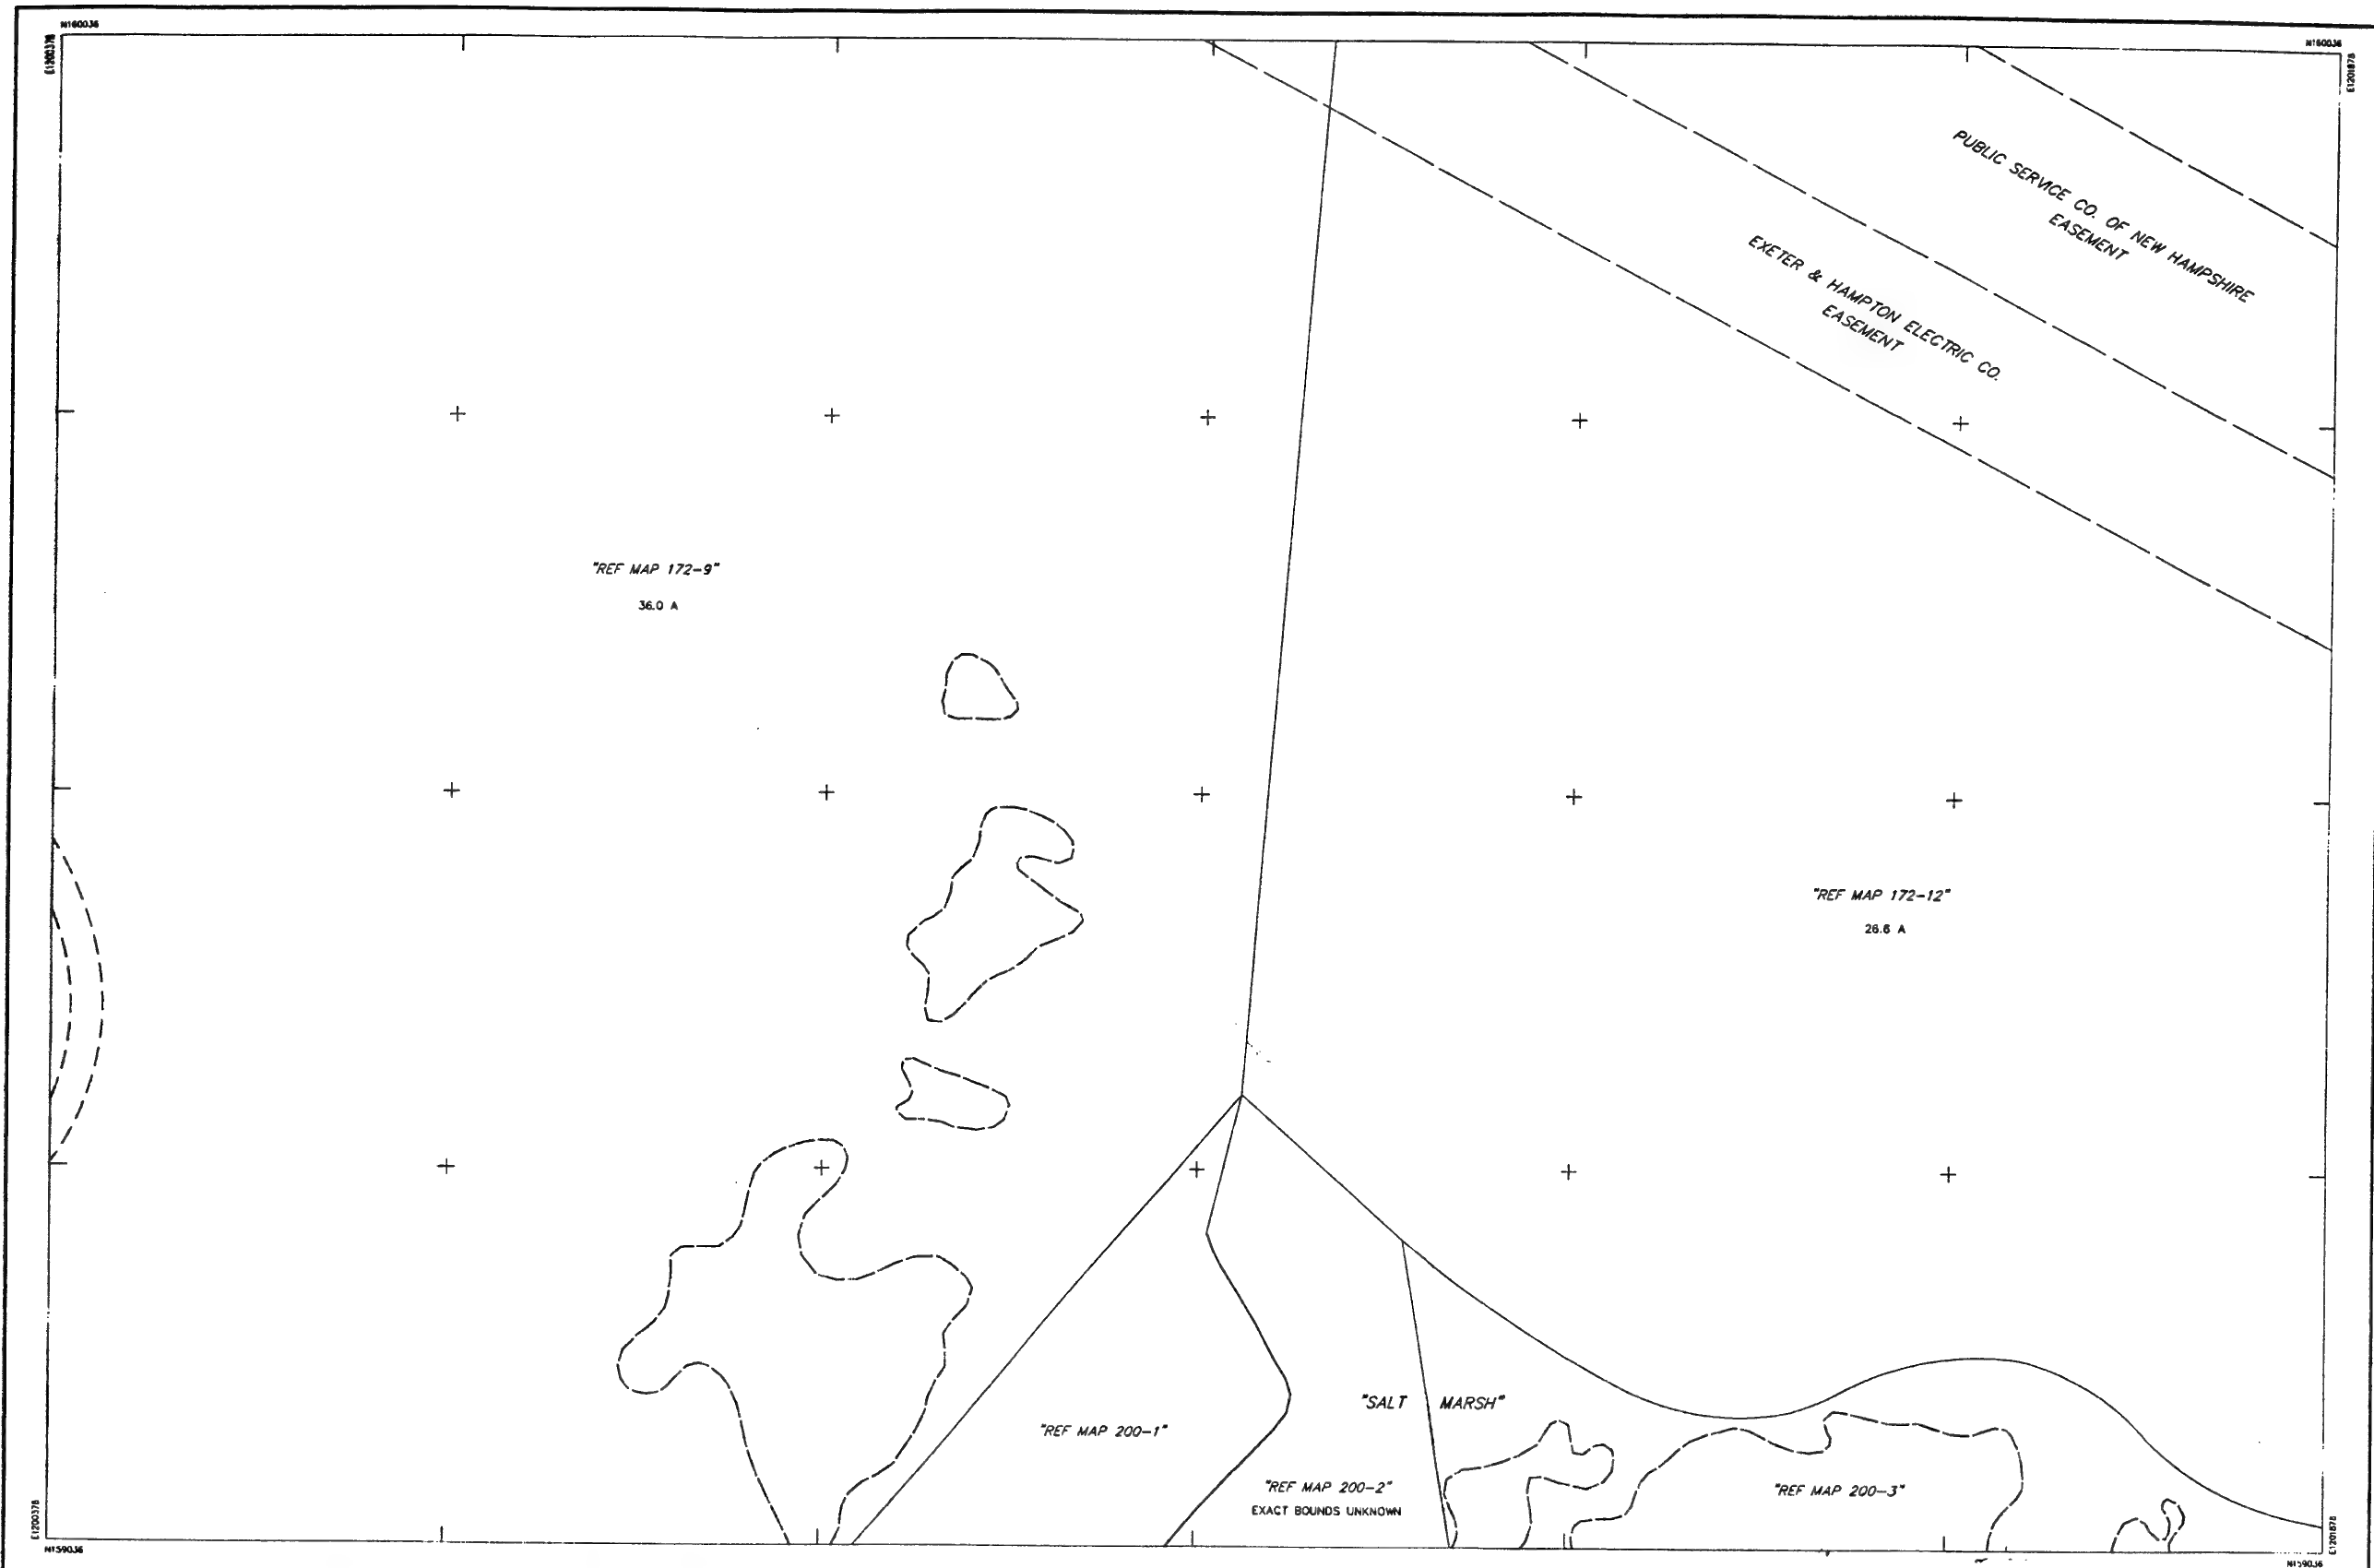 N160036
N160036
E1200378
E1201878
PUBLIC SERVICE CO. OF NEW HAMPSHIRE
EASEMENT
EXETER & HAMPTON ELECTRIC CO.
EASEMENT
"REF MAP 172-9"
36.0 A
"REF MAP 172-12"
26.6 A
"SALT MARSH"
"REF MAP 200-1"
"REF MAP 200-2"
EXACT BOUNDS UNKNOWN
"REF MAP 200-3"
E1200378
E1201878
N159036
N159036